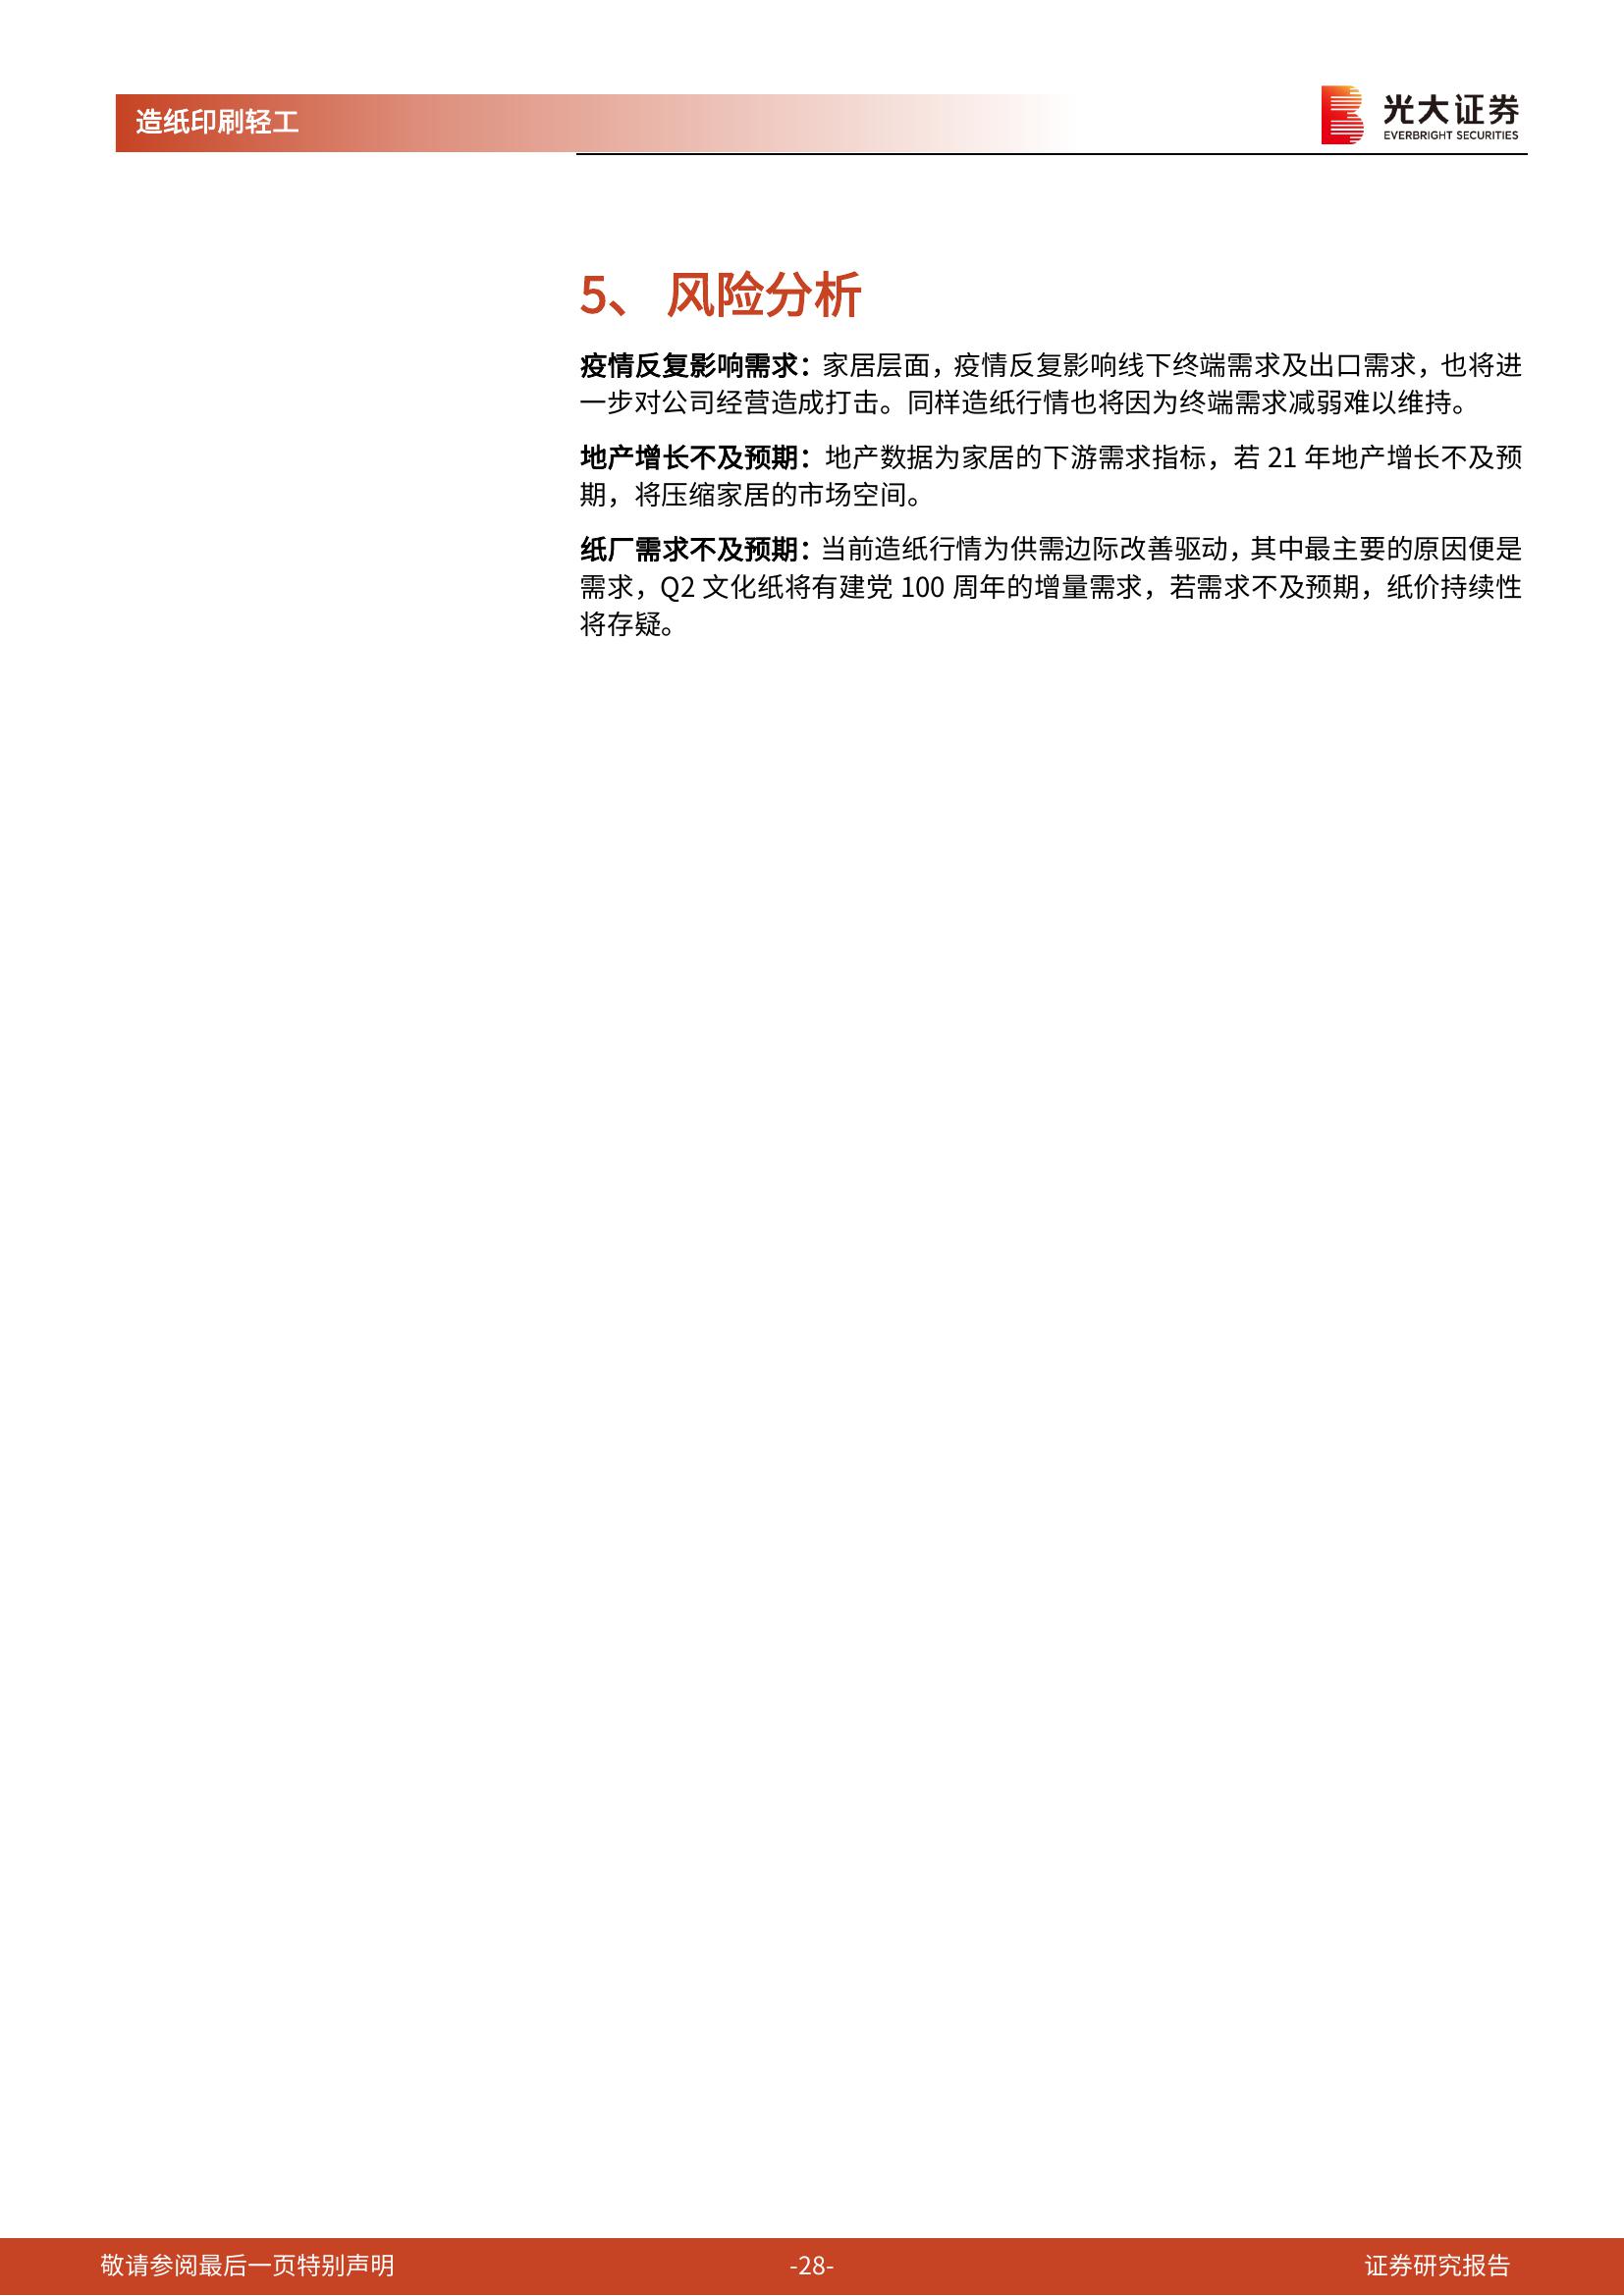 造纸印刷轻工
光大证券
EVERBRIGHT SECURITIES
5、 风险分析
疫情反复影响需求：家居层面，疫情反复影响线下终端需求及出口需求，也将进
一步对公司经营造成打击。同样造纸行情也将因为终端需求减弱难以维持。
地产增长不及预期：地产数据为家居的下游需求指标，若 21 年地产增长不及预
期，将压缩家居的市场空间。
纸厂需求不及预期：当前造纸行情为供需边际改善驱动，其中最主要的原因便是
需求，Q2 文化纸将有建党 100 周年的增量需求，若需求不及预期，纸价持续性
将存疑。
敬请参阅最后一页特别声明
-28-
证券研究报告